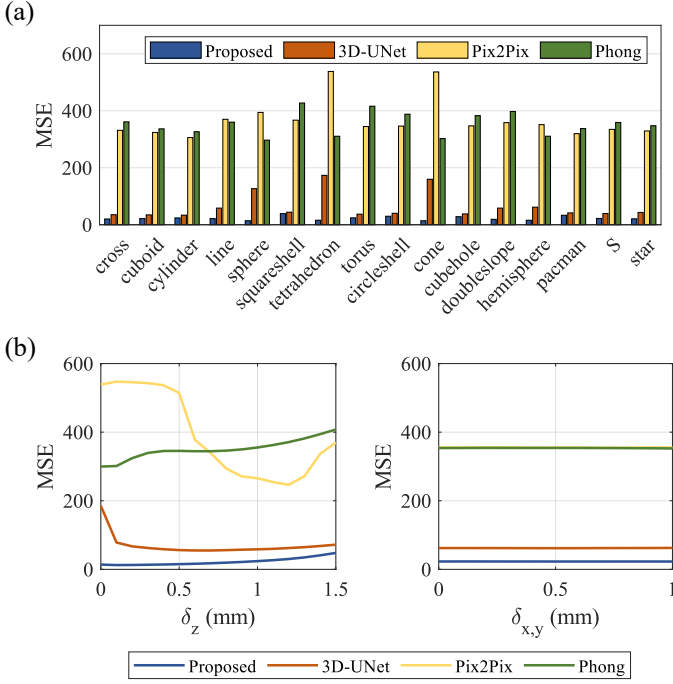 (a)
600
400
200
0
MSE
Proposed 3D-UNet Pix2Pix Phong
cross
cuboid
cylinder
line
sphere
squareshell
tetrahedron
torus
circleshell
cone
cubehole
doubleslope
hemisphere
pacman
S
star
(b)
600
400
200
0
MSE
0 0.5 1 1.5
δz (mm)
600
400
200
0
MSE
0 0.5 1
δx,y (mm)
Proposed 3D-UNet Pix2Pix Phong